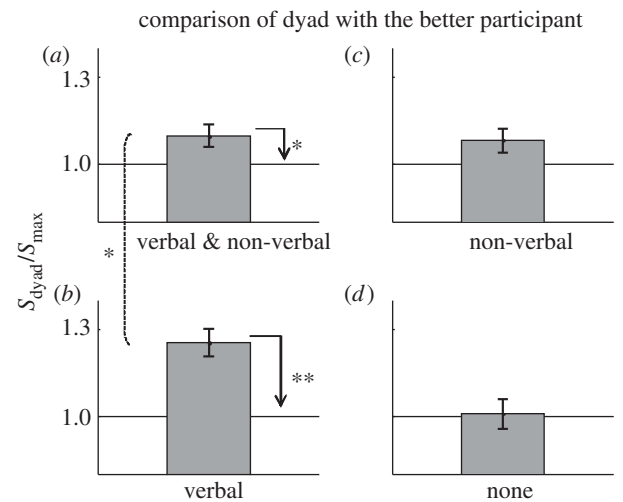 comparison of dyad with the better participant
(a)
1.3
1.0
*
verbal & non-verbal
(c)
non-verbal
S_dyad/S_max
*
(b)
1.3
1.0
**
verbal
(d)
none